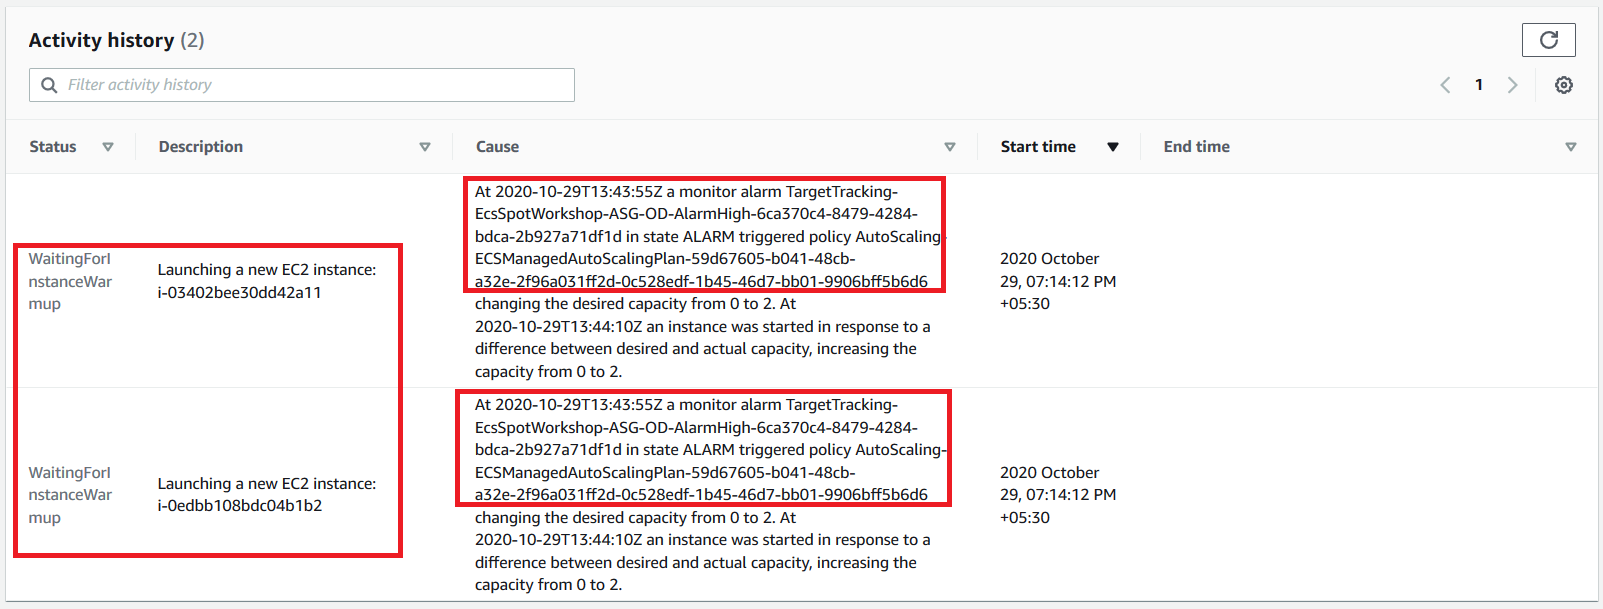 Activity history (2)
Filter activity history
1
Status Description Cause Start time End time
WaitingForI
nstanceWar
mup
Launching a new EC2 instance:
i-03402bee30dd42a11
At 2020-10-29T13:43:55Z a monitor alarm TargetTracking-
EcsSpotWorkshop-ASG-OD-AlarmHigh-6ca370c4-8479-4284-
bdca-2b927a71df1d in state ALARM triggered policy AutoScaling-
ECSManagedAutoScalingPlan-59d67605-b041-48cb-
a32e-2f96a031ff2d-0c528edf-1b45-46d7-bb01-9906bff5b6d6
changing the desired capacity from 0 to 2. At
2020-10-29T13:44:10Z an instance was started in response to a
difference between desired and actual capacity, increasing the
capacity from 0 to 2.
2020 October
29, 07:14:12 PM
+05:30
WaitingForI
nstanceWar
mup
Launching a new EC2 instance:
i-0edbb108bdc04b1b2
At 2020-10-29T13:43:55Z a monitor alarm TargetTracking-
EcsSpotWorkshop-ASG-OD-AlarmHigh-6ca370c4-8479-4284-
bdca-2b927a71df1d in state ALARM triggered policy AutoScaling-
ECSManagedAutoScalingPlan-59d67605-b041-48cb-
a32e-2f96a031ff2d-0c528edf-1b45-46d7-bb01-9906bff5b6d6
changing the desired capacity from 0 to 2. At
2020-10-29T13:44:10Z an instance was started in response to a
difference between desired and actual capacity, increasing the
capacity from 0 to 2.
2020 October
29, 07:14:12 PM
+05:30